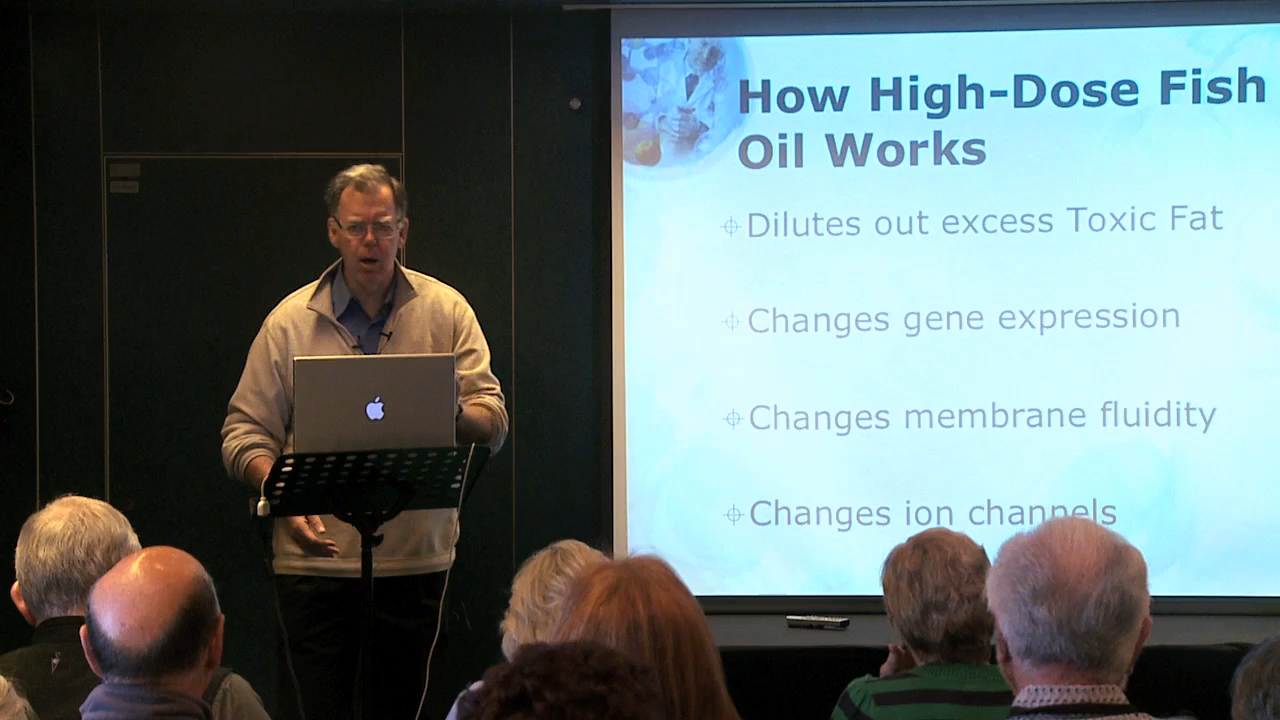 How High-Dose Fish
Oil Works
Dilutes out excess Toxic Fat
Changes gene expression
Changes membrane fluidity
Changes ion channels